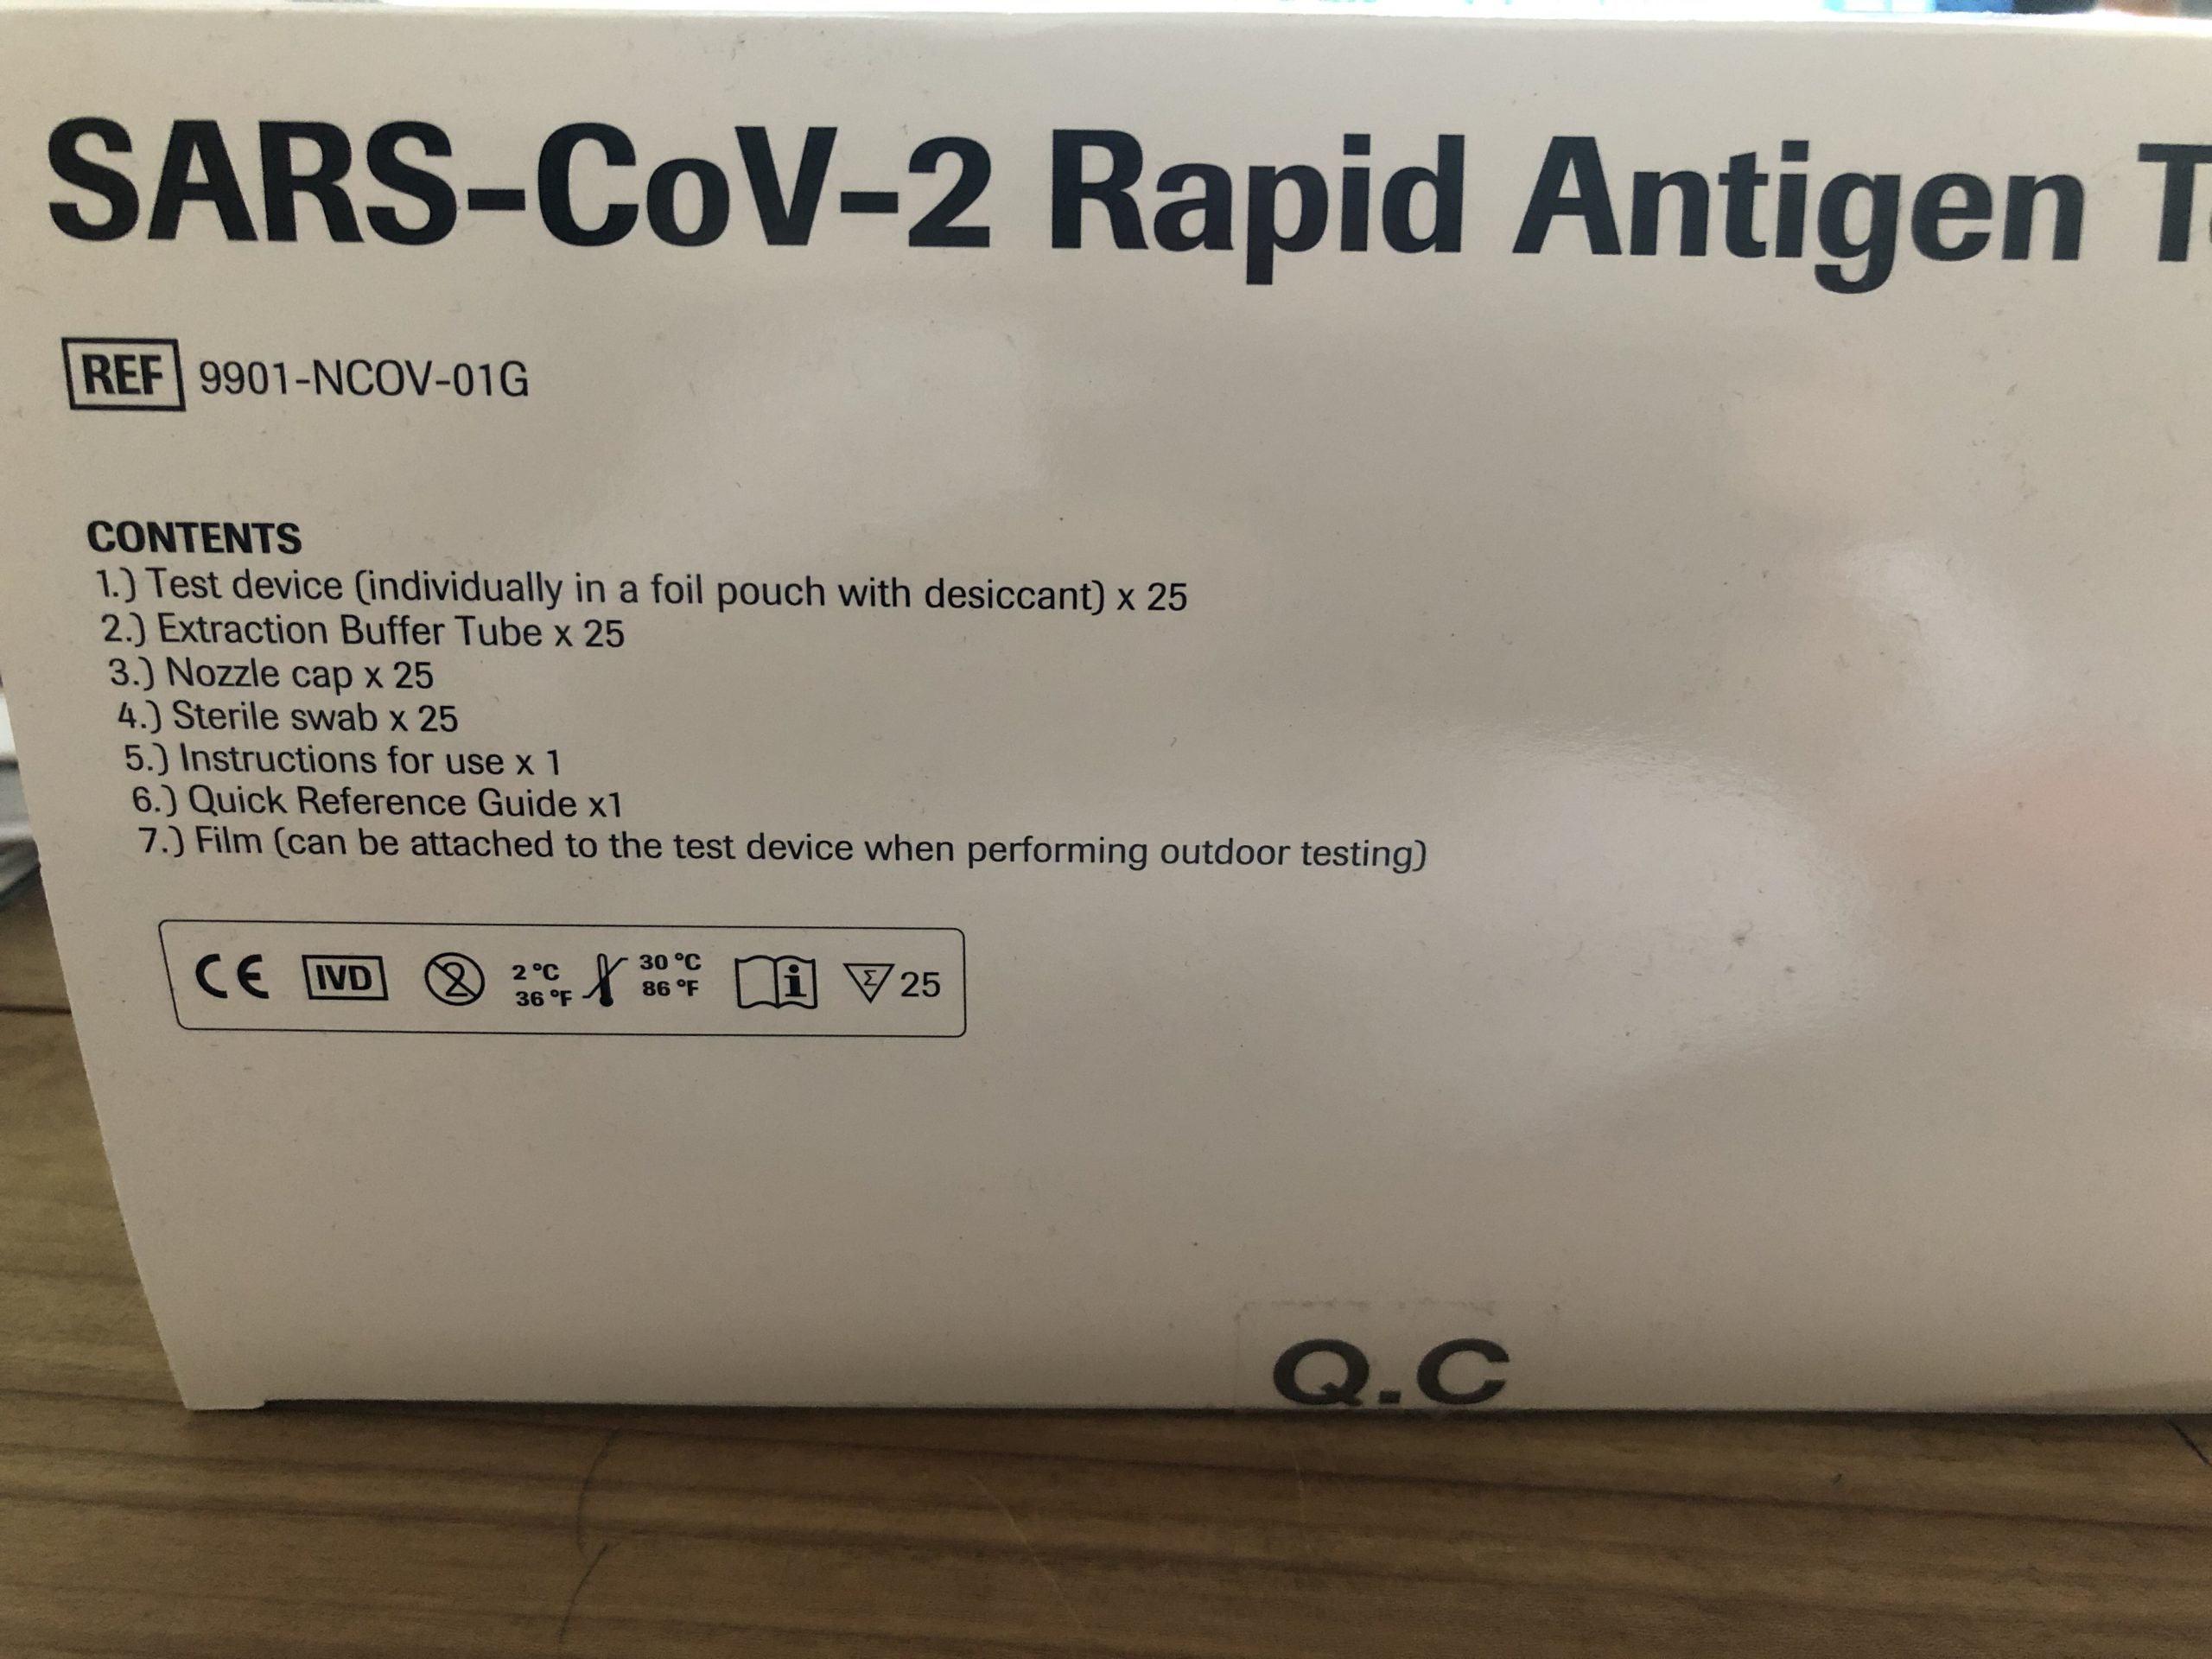 SARS-CoV-2 Rapid Antigen
REF 9901-NCOV-01G
CONTENTS
1.) Test device (individually in a foil pouch with desiccant) x 25
2.) Extraction Buffer Tube x 25
3.) Nozzle cap x 25
4.) Sterile swab x 25
5.) Instructions for use x 1
6.) Quick Reference Guide x1
7.) Film (can be attached to the test device when performing outdoor testing)
CE IVD 2 2 °C 36 °F 30 °C 86 °F i Σ 25
Q.C